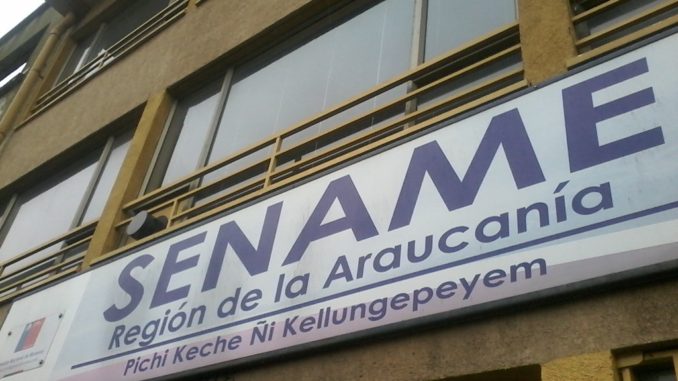 SENAME
Región de la Araucanía
Pichi Keche Ñi Kellungepeyem